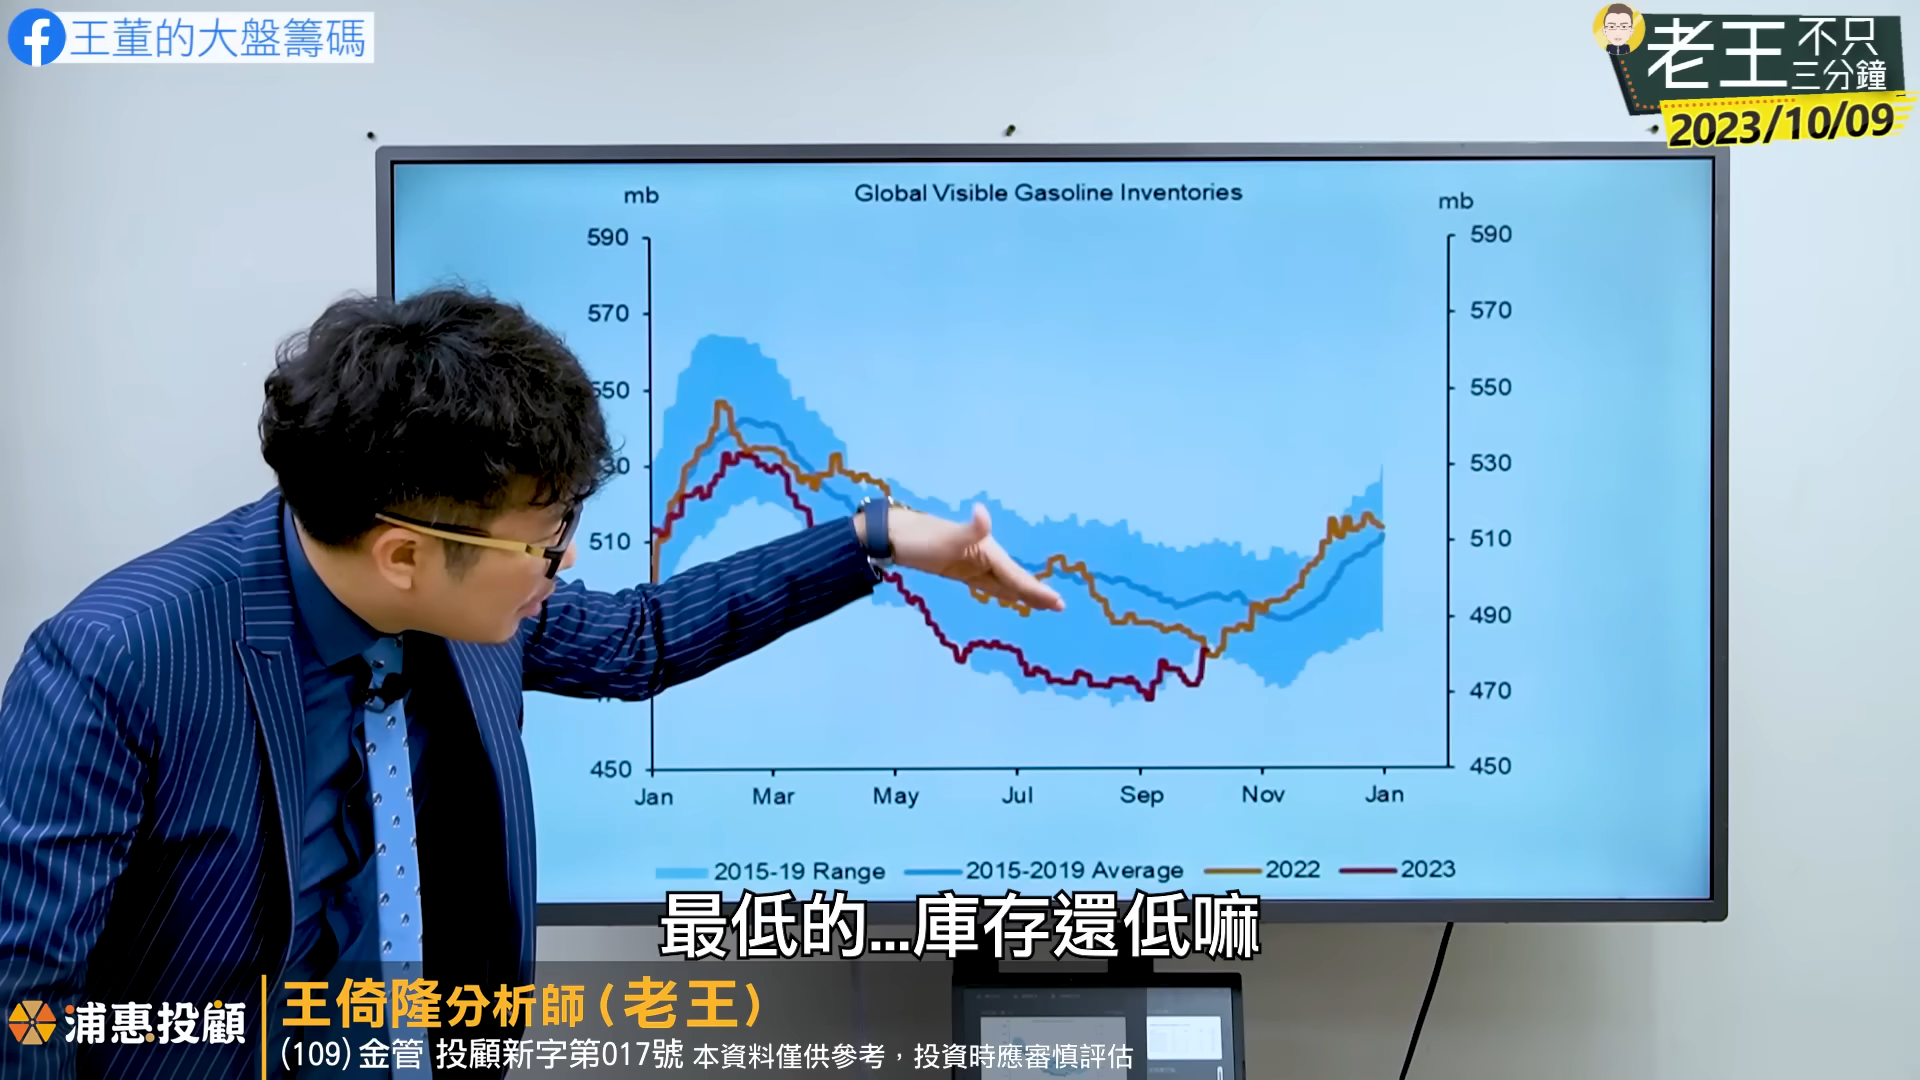 王董的大盤籌碼
老王 不只三分鐘
2023/10/09
mb
Global Visible Gasoline Inventories
mb
590
570
550
530
510
450
590
570
550
530
510
490
470
450
Jan Mar May Jul Sep Nov Jan
2015-19 Range 2015-2019 Average 2022 2023
最低的...庫存還低嘛
浦惠投顧
王倚隆分析師(老王)
(109)金管 投顧新字第017號 本資料僅供參考，投資時應審慎評估